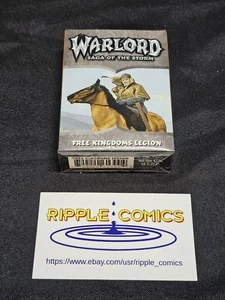 WARLORD
SAGA OF THE STORM
FREE KINGDOMS LEGION
RIPPLE COMICS
https://www.ebay.com/usr/ripple_comics